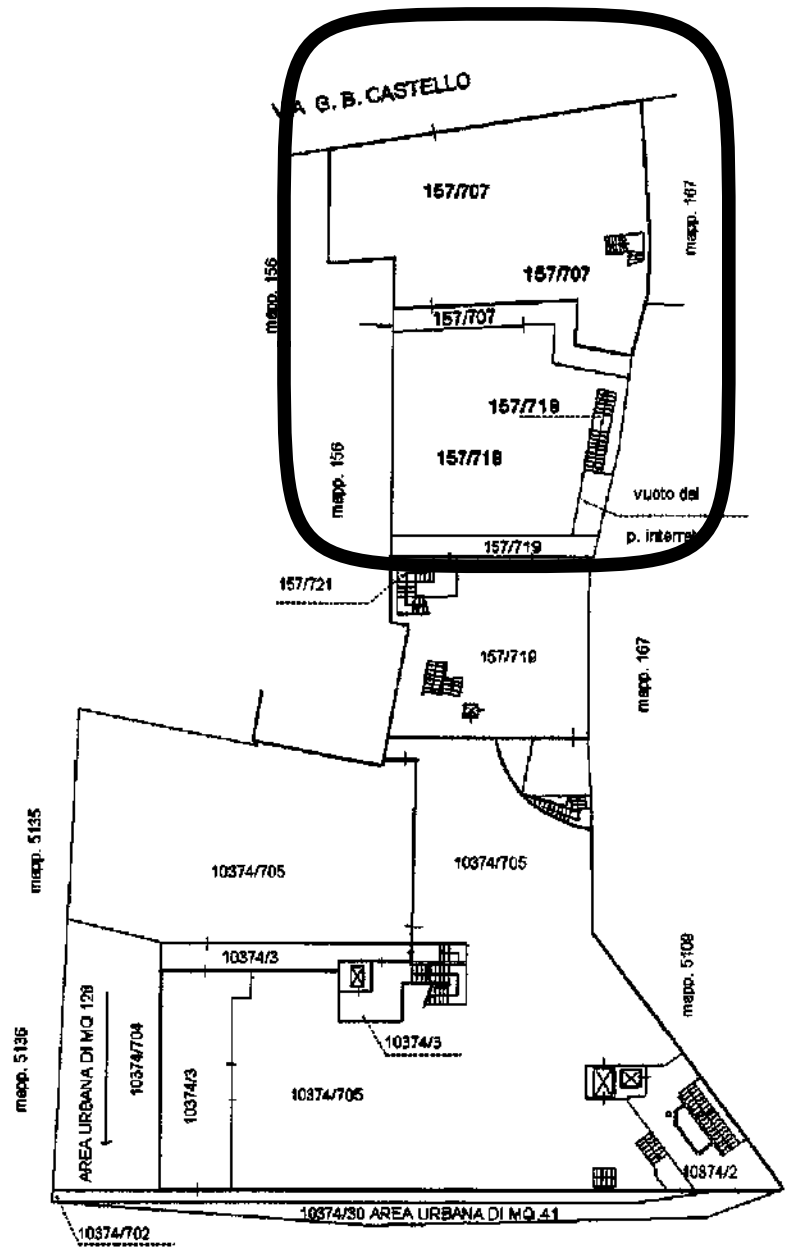 VIA G. B. CASTELLO
157/707
mapp. 167
157/707
mapp. 156
157/707
157/718
157/718
mapp. 156
vuoto del
p. interrat
157/719
157/721
157/719
mapp. 167
mapp. 5135
10374/705
10374/705
10374/3
mapp. 5108
mapp. 5136
AREA URBANA DI MQ 128
10374/704
10374/3
10374/3
10374/705
10374/2
10374/30 AREA URBANA DI MQ 41
10374/702